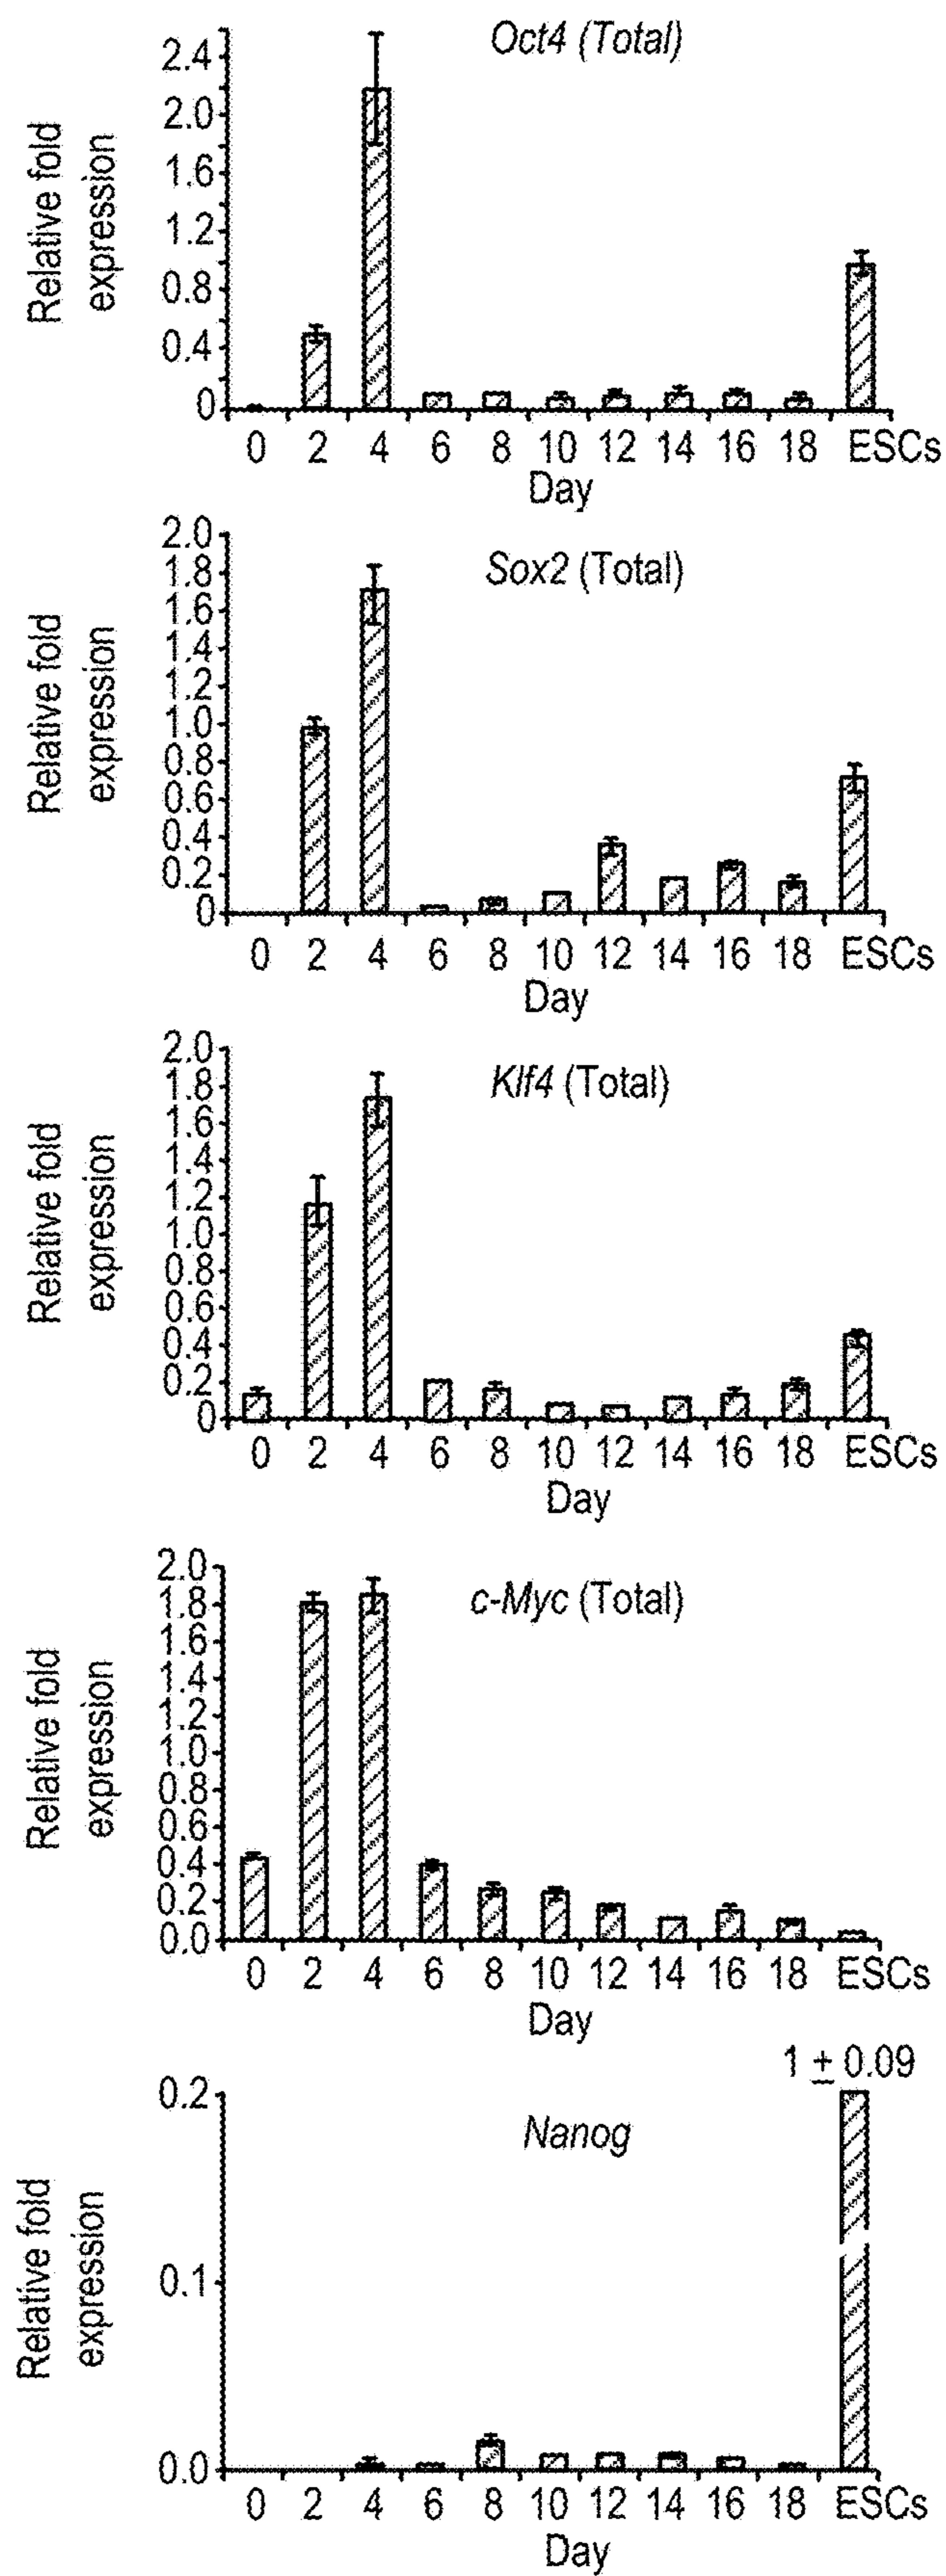 Oct4 (Total)
Relative fold
expression
2.4
2.0
1.6
1.2
0.8
0.4
0
0 2 4 6 8 10 12 14 16 18 ESCs
Day
Sox2 (Total)
Relative fold
expression
2.0
1.8
1.6
1.4
1.2
1.0
0.8
0.6
0.4
0.2
0
0 2 4 6 8 10 12 14 16 18 ESCs
Day
Klf4 (Total)
Relative fold
expression
2.0
1.8
1.6
1.4
1.2
1.0
0.8
0.6
0.4
0.2
0
0 2 4 6 8 10 12 14 16 18 ESCs
Day
c-Myc (Total)
Relative fold
expression
2.0
1.8
1.6
1.4
1.2
1.0
0.8
0.6
0.4
0.2
0.0
0 2 4 6 8 10 12 14 16 18 ESCs
Day
1 ± 0.09
Nanog
Relative fold
expression
0.2
0.1
0.0
0 2 4 6 8 10 12 14 16 18 ESCs
Day